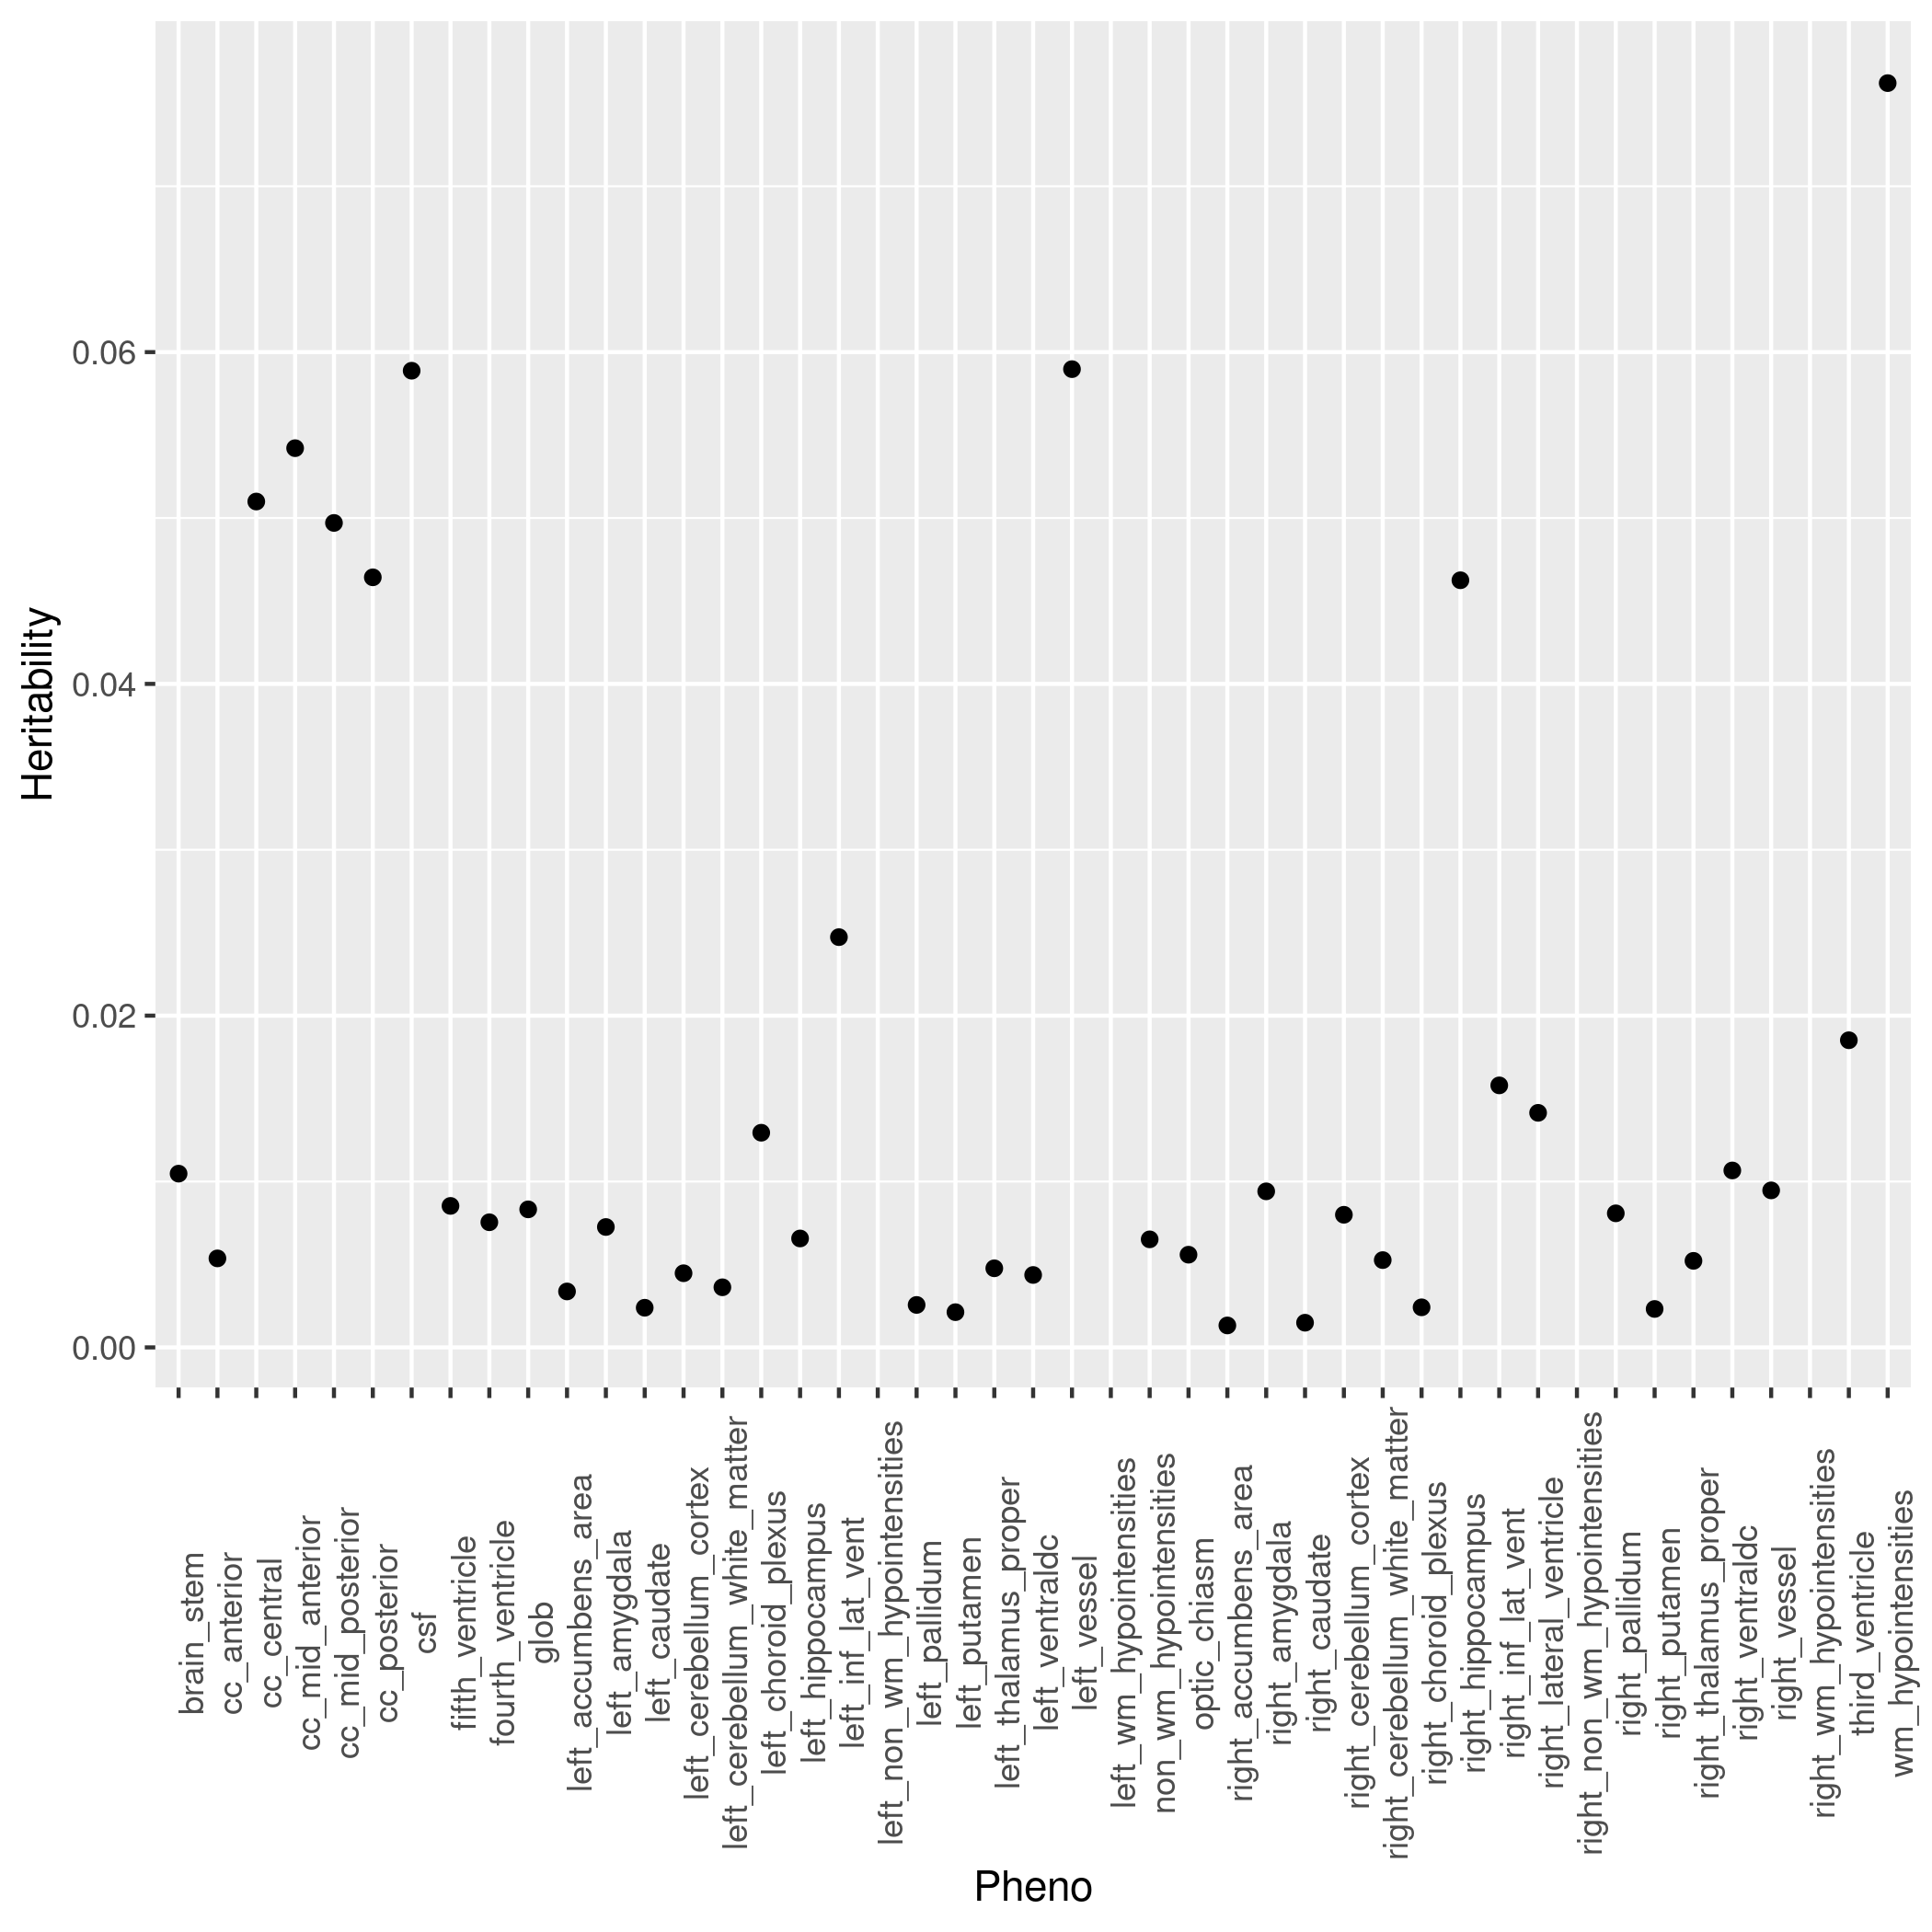 Heritability
0.06
0.04
0.02
0.00
brain_stem
cc_anterior
cc_central
cc_mid_anterior
cc_mid_posterior
cc_posterior
csf
fifth_ventricle
fourth_ventricle
glob
left_accumbens_area
left_amygdala
left_caudate
left_cerebellum_cortex
left_cerebellum_white_matter
left_choroid_plexus
left_hippocampus
left_inf_lat_vent
left_non_wm_hypointensities
left_pallidum
left_putamen
left_thalamus_proper
left_ventraldc
left_vessel
left_wm_hypointensities
non_wm_hypointensities
optic_chiasm
right_accumbens_area
right_amygdala
right_caudate
right_cerebellum_cortex
right_cerebellum_white_matter
right_choroid_plexus
right_hippocampus
right_inf_lat_vent
right_lateral_ventricle
right_non_wm_hypointensities
right_pallidum
right_putamen
right_thalamus_proper
right_ventraldc
right_vessel
right_wm_hypointensities
third_ventricle
wm_hypointensities
Pheno